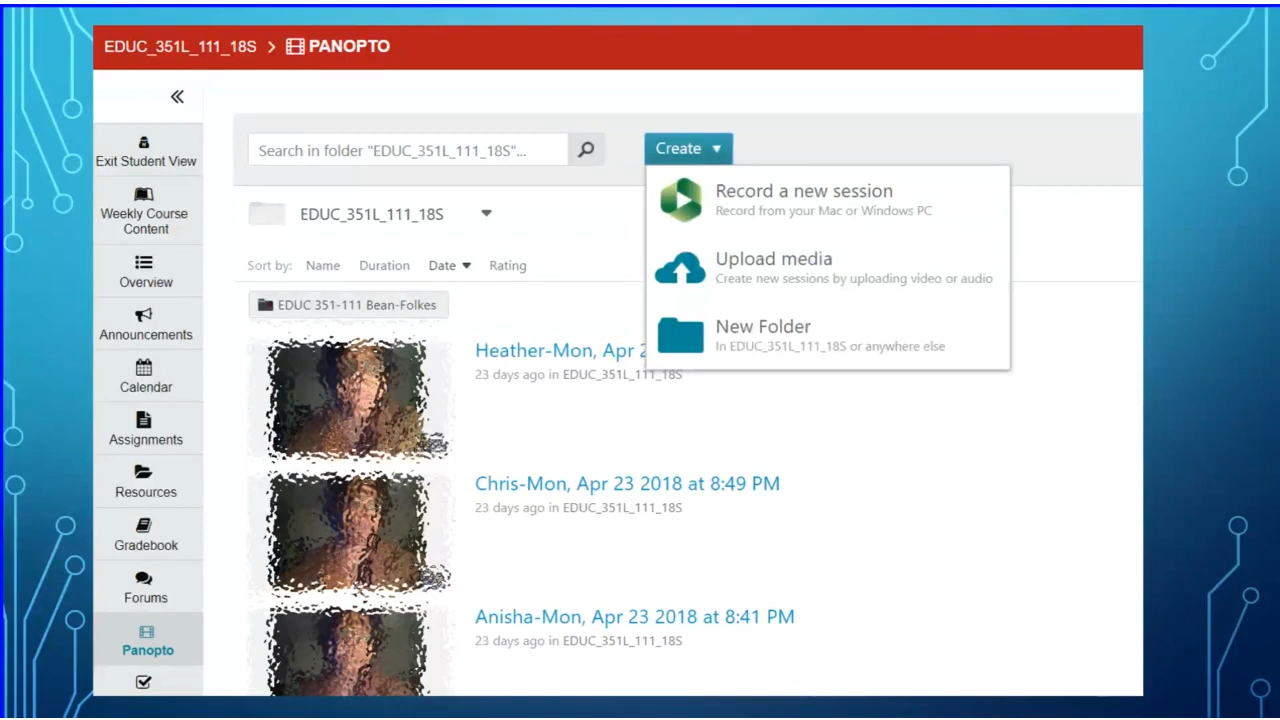 EDUC_351L_111_18S > PANOPTO
Exit Student View
Weekly Course
Content
Overview
Announcements
Calendar
Assignments
Resources
Gradebook
Forums
Panopto
Search in folder "EDUC_351L_111_18S"...
Create
Record a new session
Record from your Mac or Windows PC
Upload media
Create new sessions by uploading video or audio
New Folder
In EDUC_351L_111_18S or anywhere else
EDUC_351L_111_18S
Sort by: Name Duration Date Rating
EDUC 351-111 Bean-Folkes
Heather-Mon, Apr
23 days ago in EDUC_351L_111_18S
Chris-Mon, Apr 23 2018 at 8:49 PM
23 days ago in EDUC_351L_111_18S
Anisha-Mon, Apr 23 2018 at 8:41 PM
23 days ago in EDUC_351L_111_18S